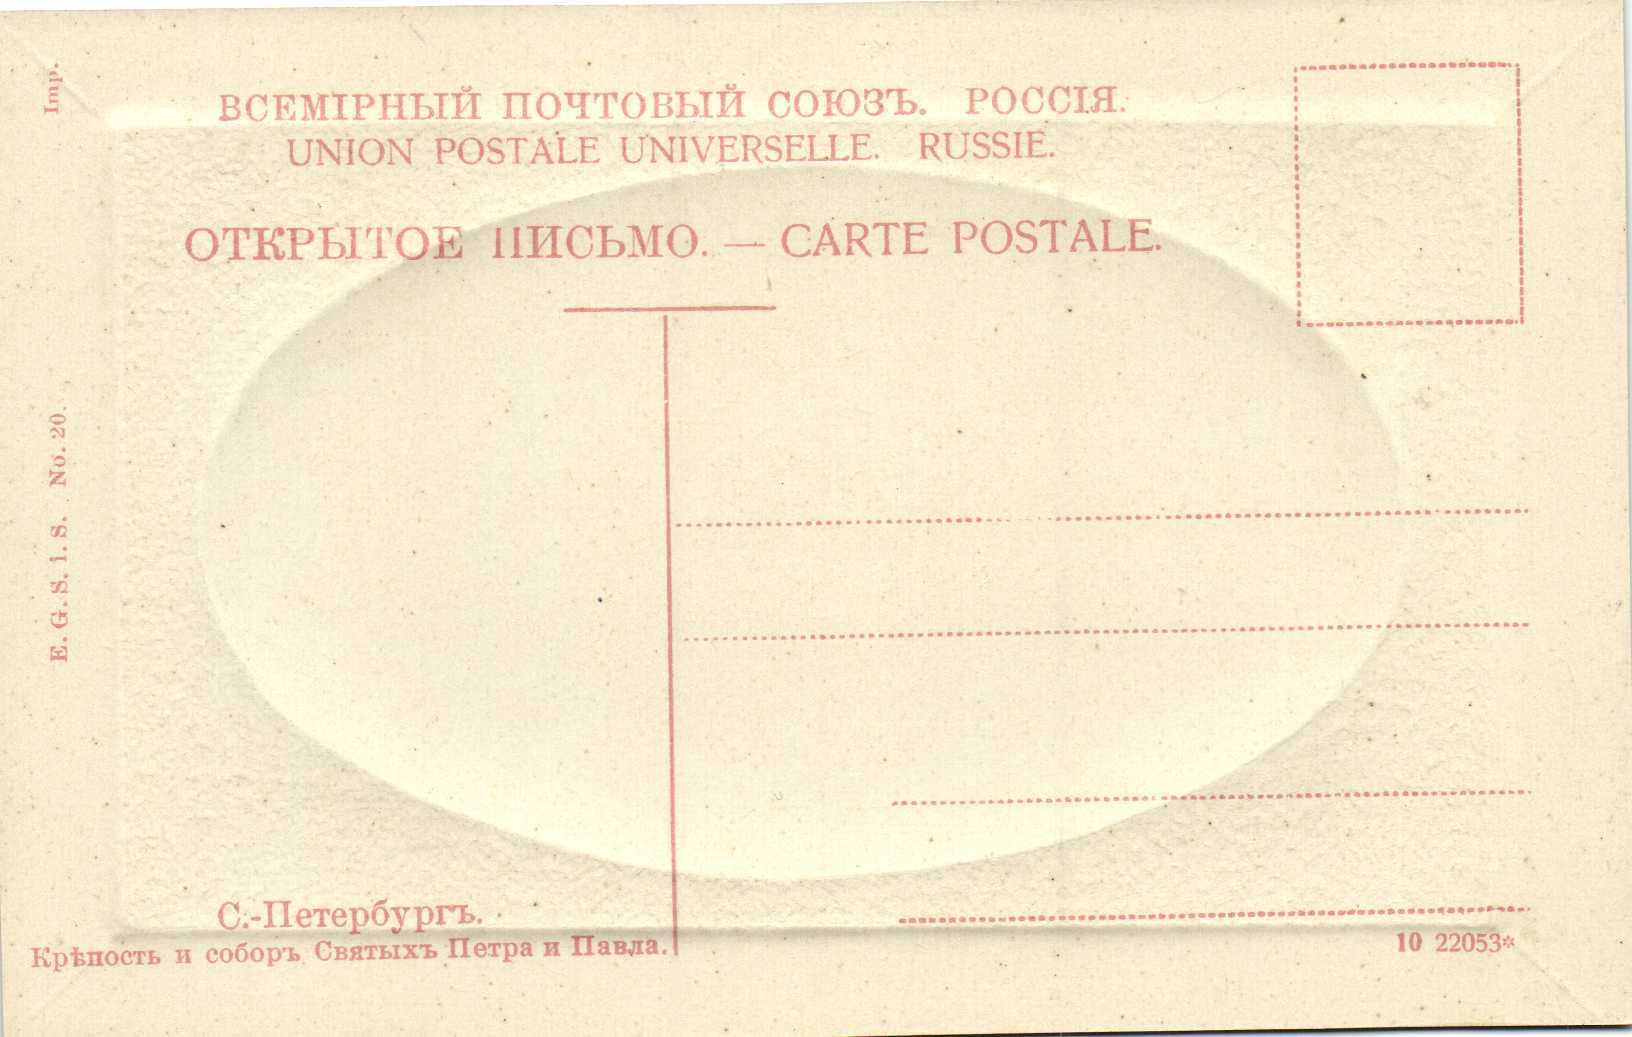 ВСЕМІРНЫЙ ПОЧТОВЫЙ СОЮЗЪ. РОССІЯ.
UNION POSTALE UNIVERSELLE. RUSSIE.
ОТКРЫТОЕ ПИСЬМО. — CARTE POSTALE.
Imp.
E. G. S. i. S. No. 20.
С.-Петербургъ.
Крѣпость и соборъ Святыхъ Петра и Павла.
10 22053*